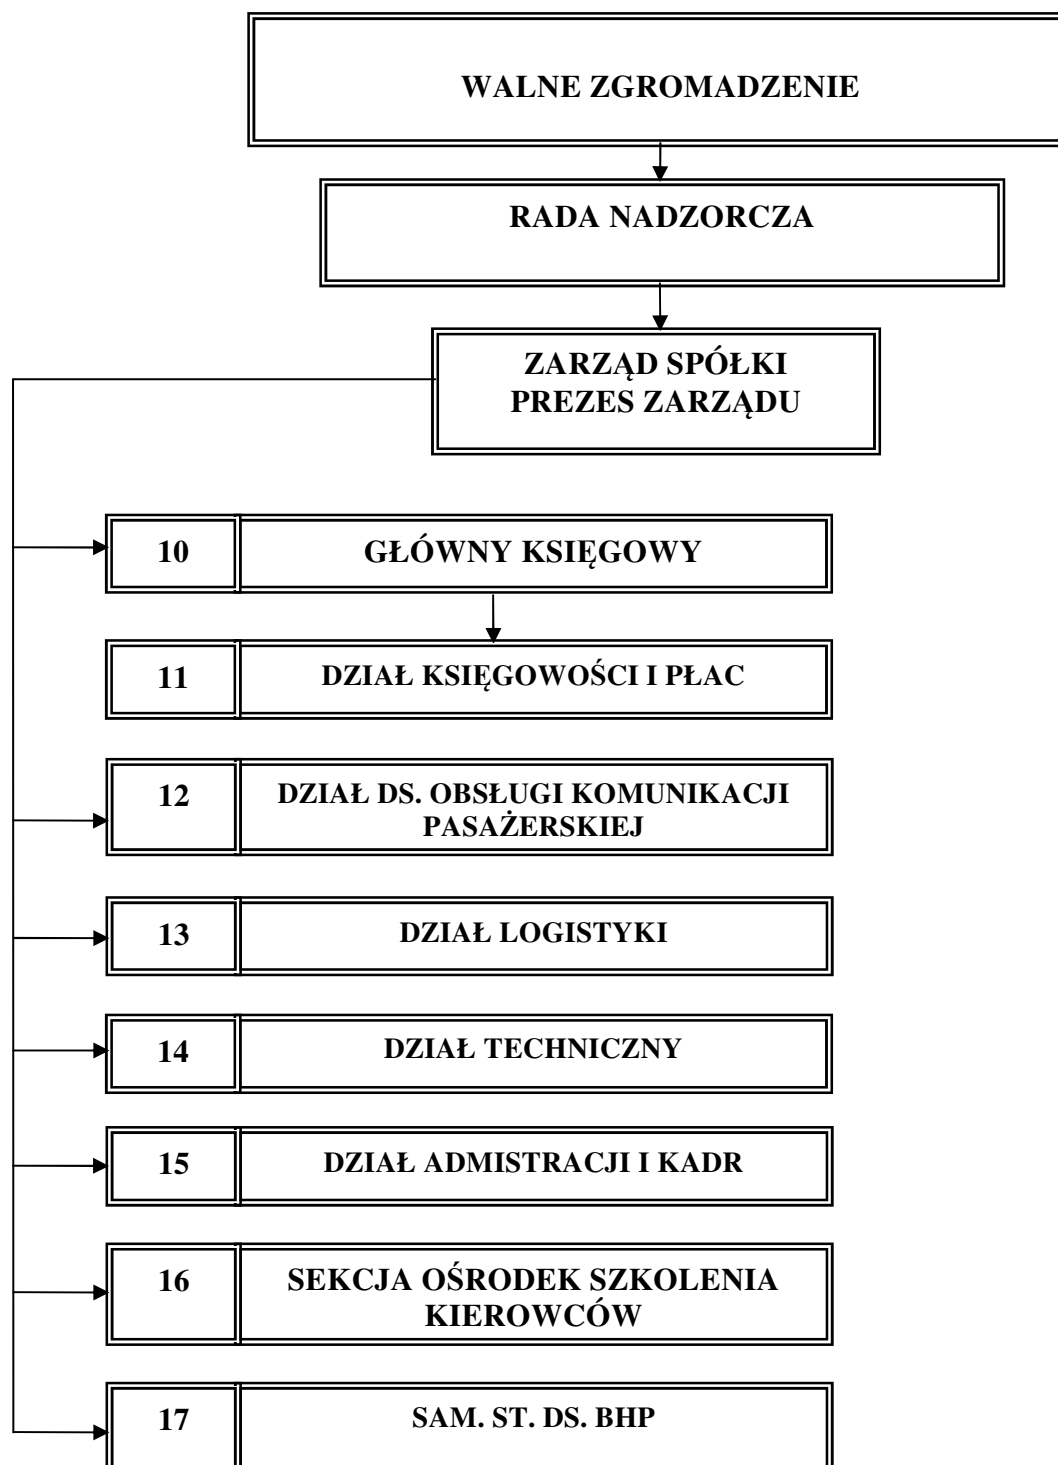 WALNE ZGROMADZENIE
RADA NADZORCZA
ZARZĄD SPÓŁKI
PREZES ZARZĄDU
10 GŁÓWNY KSIĘGOWY
11 DZIAŁ KSIĘGOWOŚCI I PŁAC
12 DZIAŁ DS. OBSŁUGI KOMUNIKACJI
PASAŻERSKIEJ
13 DZIAŁ LOGISTYKI
14 DZIAŁ TECHNICZNY
15 DZIAŁ ADMISTRACJI I KADR
16 SEKCJA OŚRODEK SZKOLENIA
KIEROWCÓW
17 SAM. ST. DS. BHP